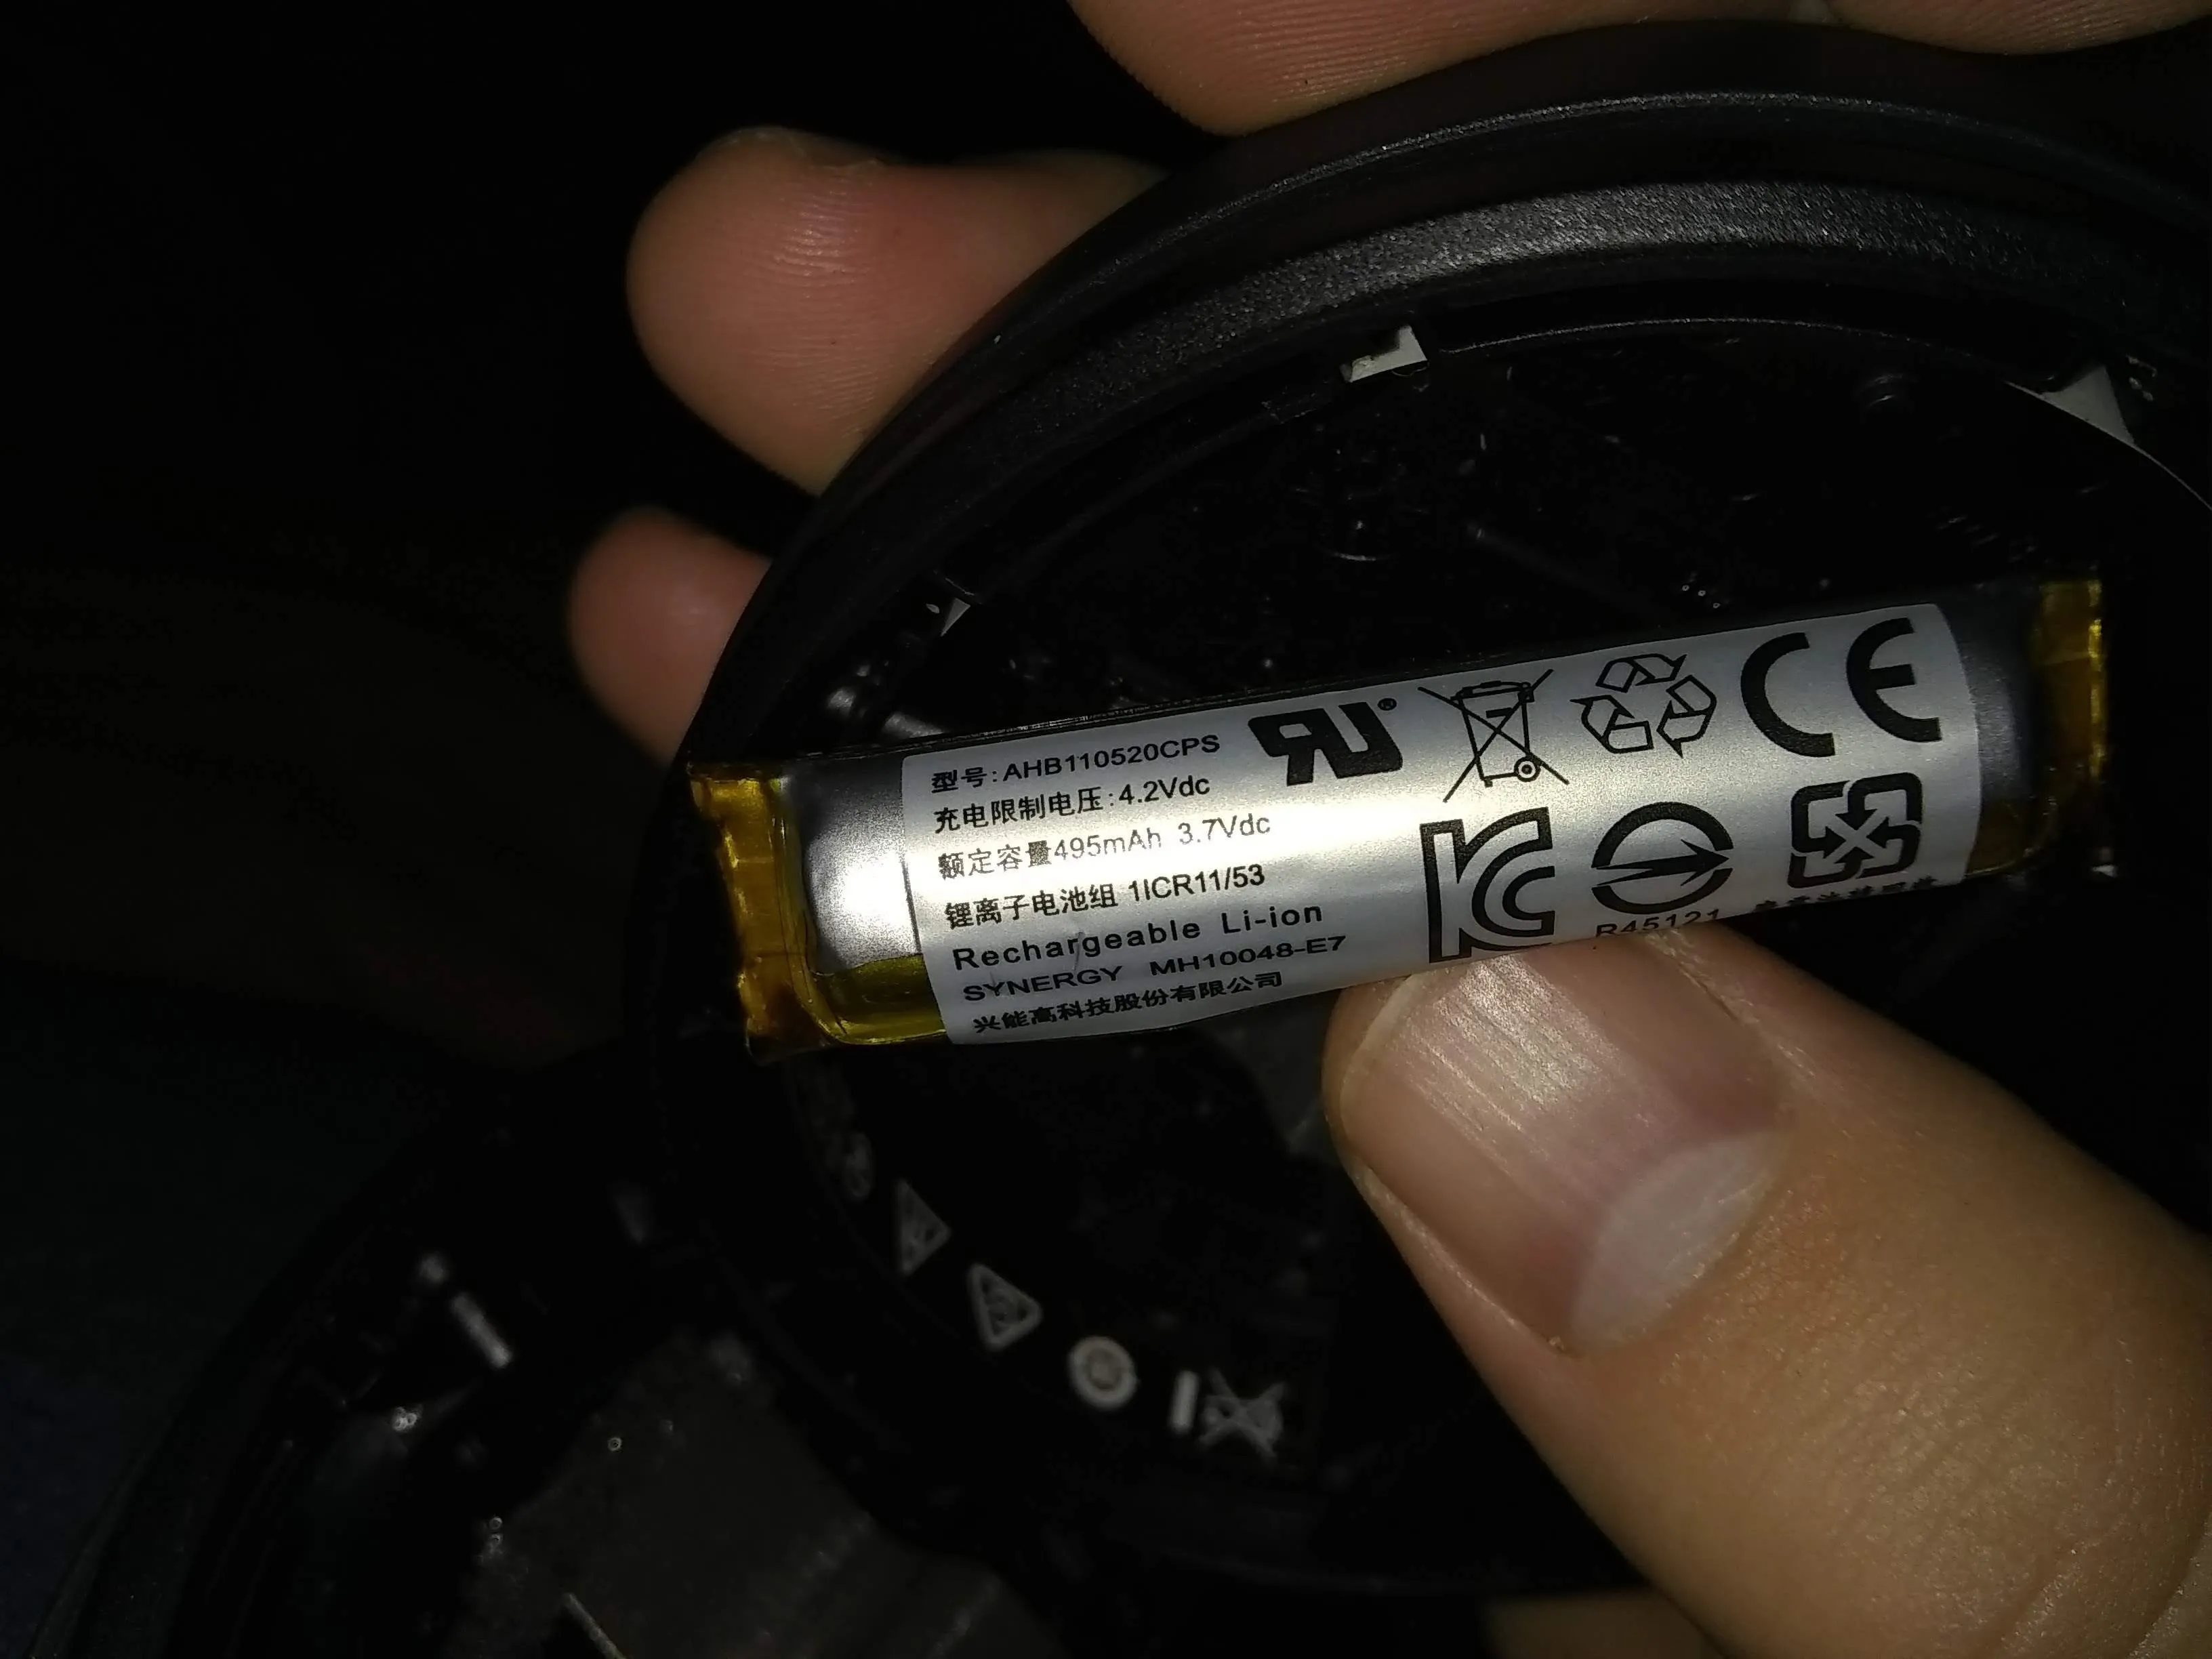 型号:AHB110520CPS
充电限制电压:4.2Vdc
额定容量495mAh 3.7Vdc
锂离子电池组 1ICR11/53
Rechargeable Li-ion
SYNERGY MH10048-E7
兴能高科技股份有限公司
R45121